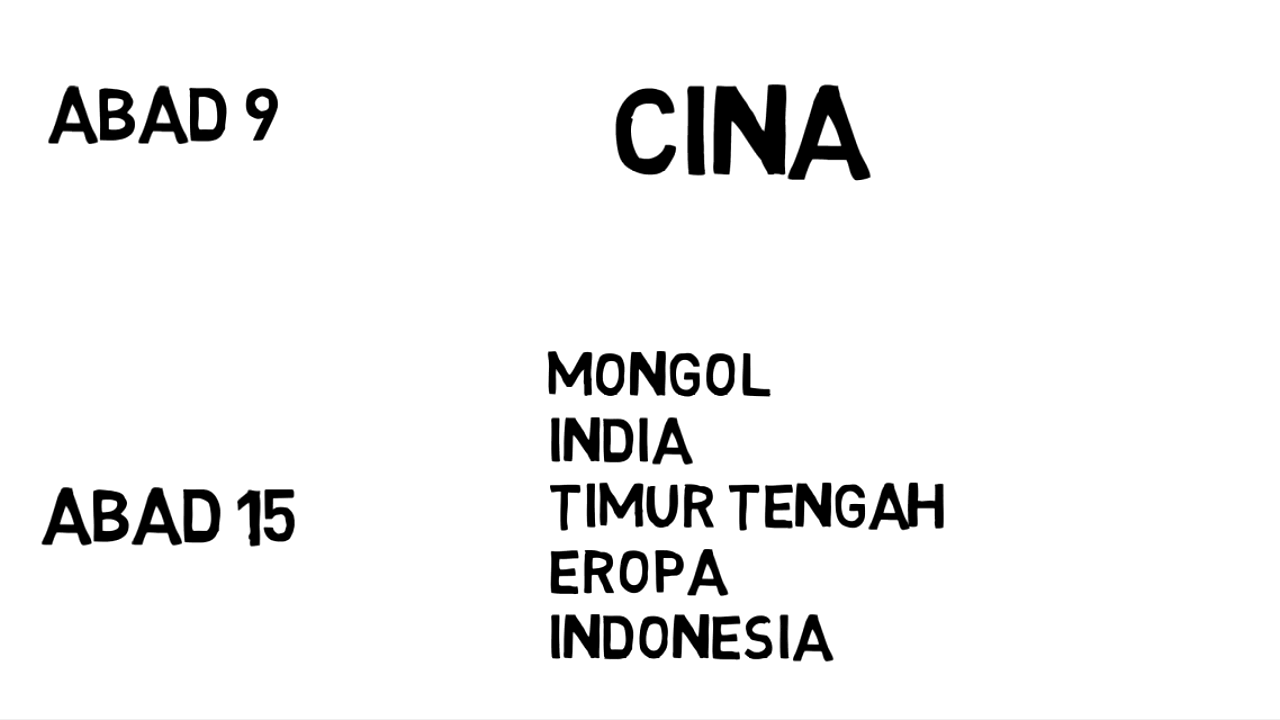 ABAD 9
CINA
MONGOL
INDIA
TIMUR TENGAH
EROPA
INDONESIA
ABAD 15